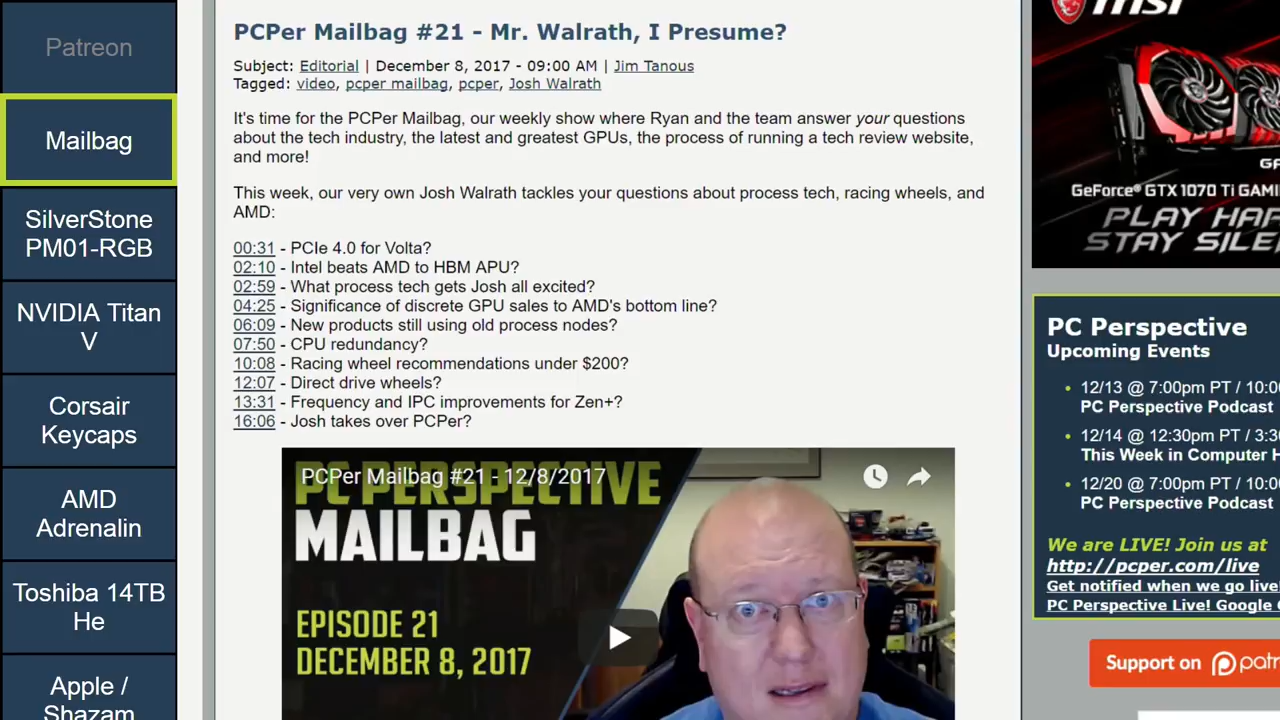 Patreon
Mailbag
SilverStone
PM01-RGB
NVIDIA Titan
V
Corsair
Keycaps
AMD
Adrenalin
Toshiba 14TB
He
Apple /
Shazam
PCPer Mailbag #21 - Mr. Walrath, I Presume?
Subject: Editorial | December 8, 2017 - 09:00 AM | Jim Tanous
Tagged: video, pcper mailbag, pcper, Josh Walrath
It's time for the PCPer Mailbag, our weekly show where Ryan and the team answer your questions
about the tech industry, the latest and greatest GPUs, the process of running a tech review website,
and more!
This week, our very own Josh Walrath tackles your questions about process tech, racing wheels, and
AMD:
00:31 - PCIe 4.0 for Volta?
02:10 - Intel beats AMD to HBM APU?
02:59 - What process tech gets Josh all excited?
04:25 - Significance of discrete GPU sales to AMD's bottom line?
06:09 - New products still using old process nodes?
07:50 - CPU redundancy?
10:08 - Racing wheel recommendations under $200?
12:07 - Direct drive wheels?
13:31 - Frequency and IPC improvements for Zen+?
16:06 - Josh takes over PCPer?
PCPer Mailbag #21 - 12/8/2017
PC PERSPECTIVE
MAILBAG
EPISODE 21
DECEMBER 8, 2017
msi
GeForce® GTX 1070 Ti GAMI
PLAY HAR
STAY SILE
PC Perspective
Upcoming Events
12/13 @ 7:00pm PT / 10:0
PC Perspective Podcast
12/14 @ 12:30pm PT / 3:3
This Week in Computer H
12/20 @ 7:00pm PT / 10:0
PC Perspective Podcast
We are LIVE! Join us at
http://pcper.com/live
Get notified when we go live!
PC Perspective Live! Google
Support on patr